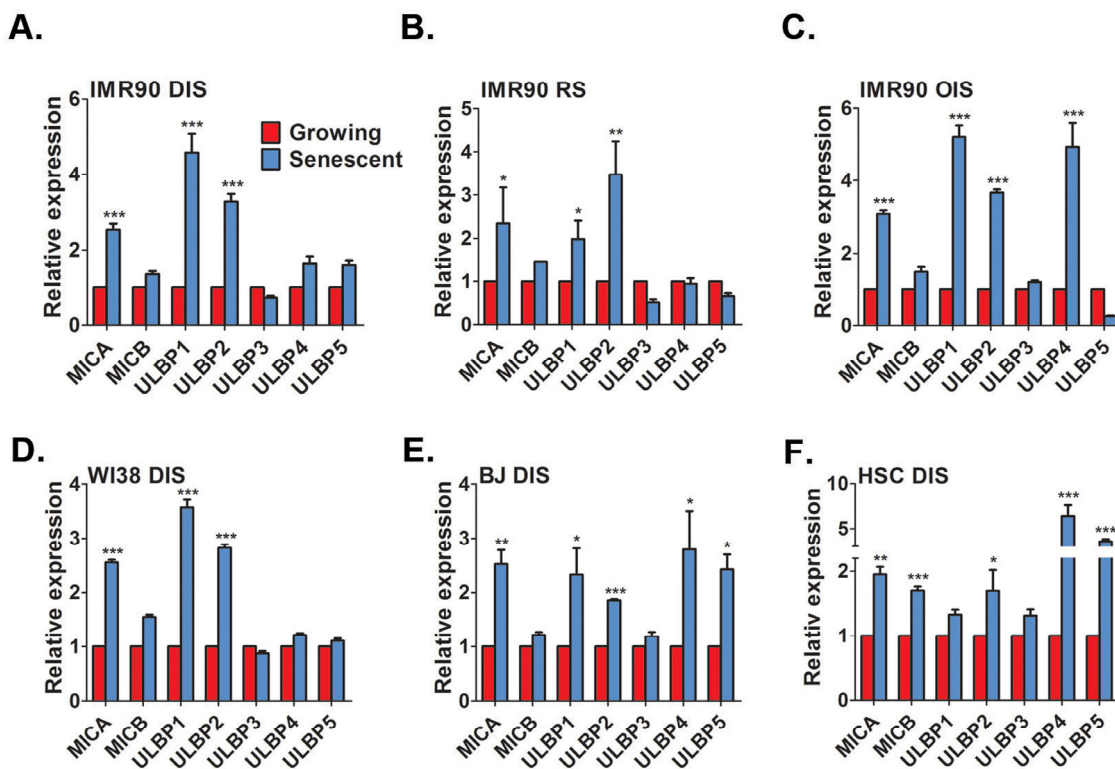 A.
IMR90 DIS
Relative expression
6
4
2
0
***
***
***
Growing
Senescent
MICA
MICB
ULBP1
ULBP2
ULBP3
ULBP4
ULBP5
B.
IMR90 RS
Relative expression
5
4
3
2
1
0
*
*
**
MICA
MICB
ULBP1
ULBP2
ULBP3
ULBP4
ULBP5
C.
IMR90 OIS
Relative expression
6
4
2
0
***
***
***
***
MICA
MICB
ULBP1
ULBP2
ULBP3
ULBP4
ULBP5
D.
WI38 DIS
Relative expression
4
3
2
1
0
***
***
***
MICA
MICB
ULBP1
ULBP2
ULBP3
ULBP4
ULBP5
E.
BJ DIS
Relative expression
4
3
2
1
0
**
*
***
*
*
MICA
MICB
ULBP1
ULBP2
ULBP3
ULBP4
ULBP5
F.
HSC DIS
Relativ expression
10
5
2
1
0
**
***
*
***
***
MICA
MICB
ULBP1
ULBP2
ULBP3
ULBP4
ULBP5